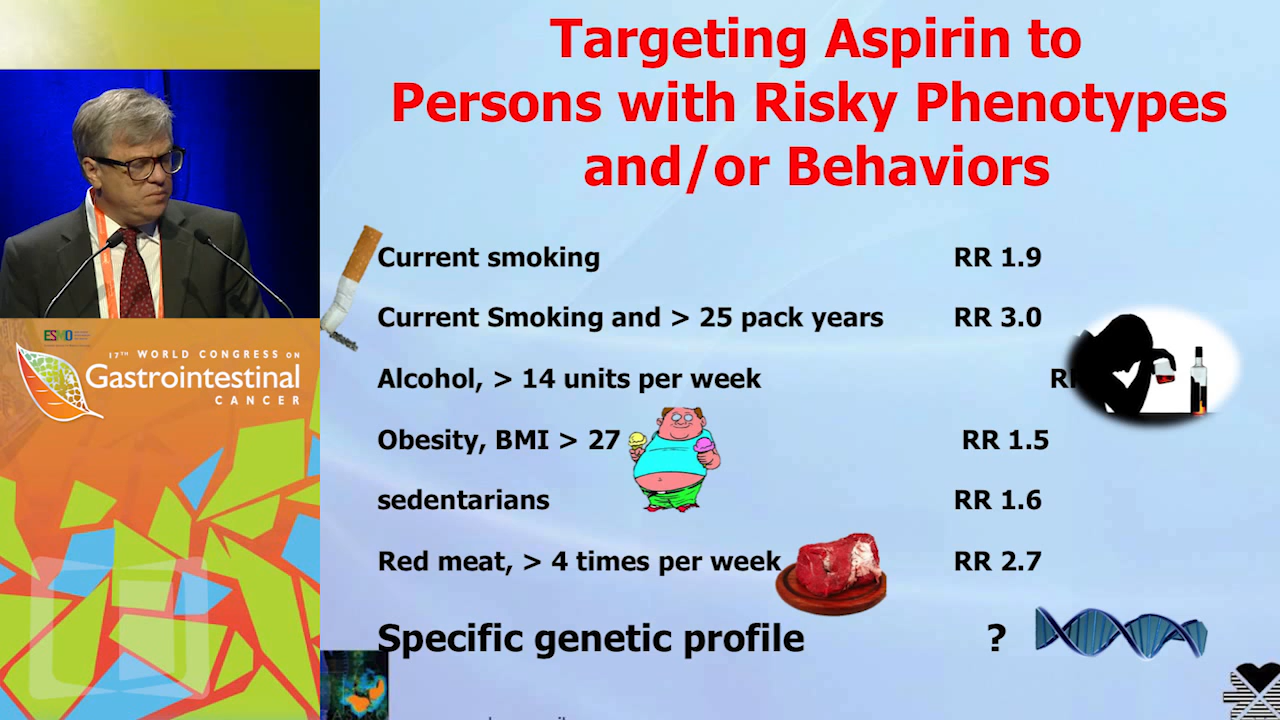 Targeting Aspirin to
Persons with Risky Phenotypes
and/or Behaviors
Current smoking RR 1.9
Current Smoking and > 25 pack years RR 3.0
Alcohol, > 14 units per week
Obesity, BMI > 27 RR 1.5
sedentarians RR 1.6
Red meat, > 4 times per week RR 2.7
Specific genetic profile ?
ESMO
17TH WORLD CONGRESS ON
Gastrointestinal
CANCER